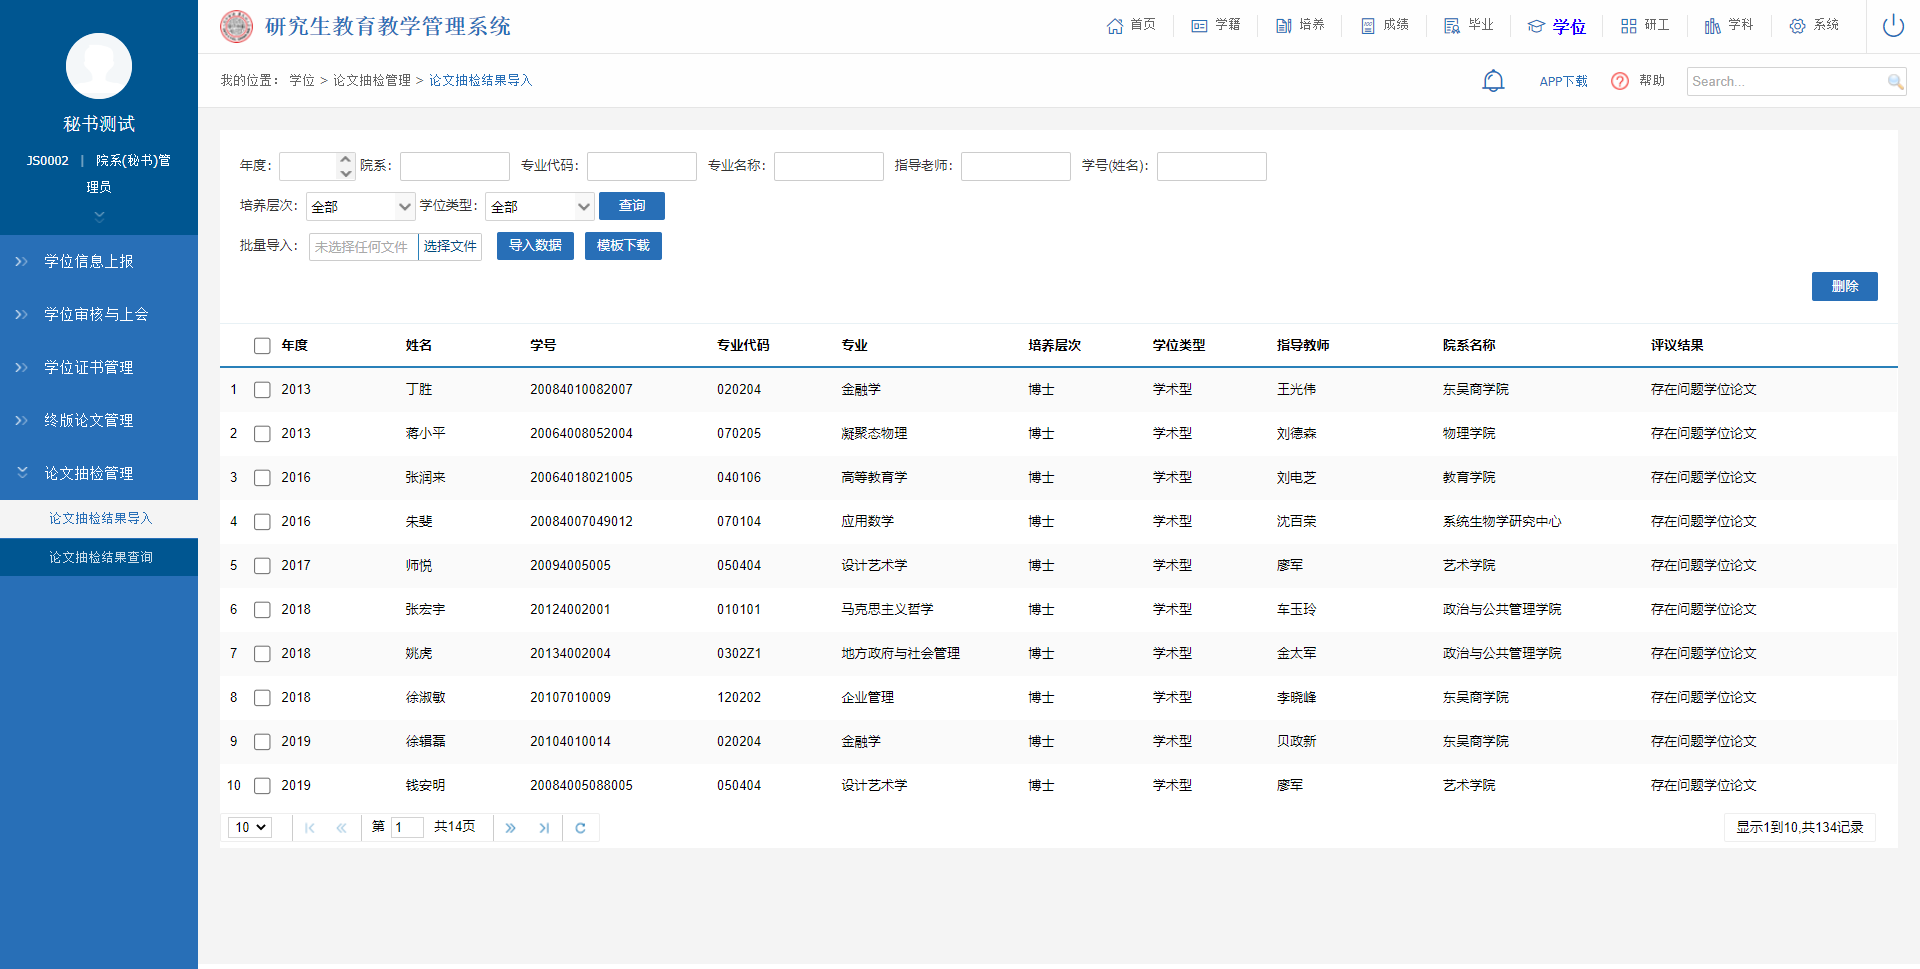 秘书测试
JS0002 | 院系(秘书)管
理员
学位信息上报
学位审核与上会
学位证书管理
终版论文管理
论文抽检管理
论文抽检结果导入
论文抽检结果查询
研究生教育教学管理系统
首页 学籍 培养 成绩 毕业 学位 研工 学科 系统
我的位置： 学位 > 论文抽检管理 > 论文抽检结果导入
APP下载 帮助 Search...
年度： 院系： 专业代码： 专业名称： 指导老师： 学号(姓名)：
培养层次： 全部 学位类型： 全部 查询
批量导入： 未选择任何文件 选择文件 导入数据 模板下载
删除
年度 姓名 学号 专业代码 专业 培养层次 学位类型 指导教师 院系名称 评议结果
1 2013 丁胜 20084010082007 020204 金融学 博士 学术型 王光伟 东吴商学院 存在问题学位论文
2 2013 蒋小平 20064008052004 070205 凝聚态物理 博士 学术型 刘德森 物理学院 存在问题学位论文
3 2016 张润来 20064018021005 040106 高等教育学 博士 学术型 刘电芝 教育学院 存在问题学位论文
4 2016 朱斐 20084007049012 070104 应用数学 博士 学术型 沈百荣 系统生物学研究中心 存在问题学位论文
5 2017 师悦 20094005005 050404 设计艺术学 博士 学术型 廖军 艺术学院 存在问题学位论文
6 2018 张宏宇 20124002001 010101 马克思主义哲学 博士 学术型 车玉玲 政治与公共管理学院 存在问题学位论文
7 2018 姚虎 20134002004 0302Z1 地方政府与社会管理 博士 学术型 金太军 政治与公共管理学院 存在问题学位论文
8 2018 徐淑敏 20107010009 120202 企业管理 博士 学术型 李晓峰 东吴商学院 存在问题学位论文
9 2019 徐辑磊 20104010014 020204 金融学 博士 学术型 贝政新 东吴商学院 存在问题学位论文
10 2019 钱安明 20084005088005 050404 设计艺术学 博士 学术型 廖军 艺术学院 存在问题学位论文
10 第 1 共14页 显示1到10,共134记录